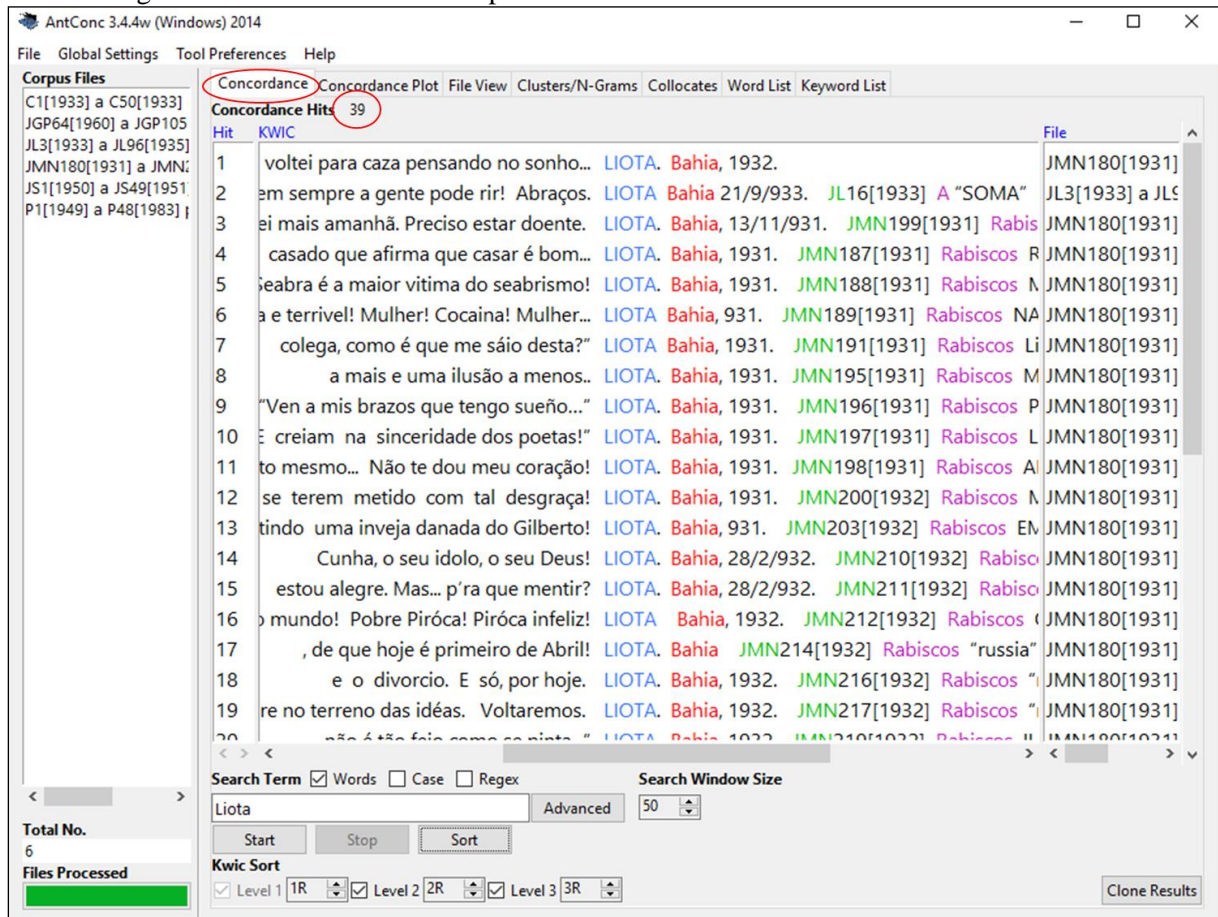 AntConc 3.4.4w (Windows) 2014
File Global Settings Tool Preferences Help
Corpus Files
C1[1933] a C50[1933]
JGP64[1960] a JGP105
JL3[1933] a JL96[1935]
JMN180[1931] a
JS1[1950] a JS49[1951]
P1[1949] a P48[1983]
Concordance Concordance Plot File View Clusters/N-Grams Collocates Word List Keyword List
Concordance Hits 39
Hit KWIC File
1 voltei para caza pensando no sonho... LIOTA. Bahia, 1932. JMN180[1931]
2 em sempre a gente pode rir! Abraços. LIOTA Bahia 21/9/933. JL16[1933] A “SOMA” JL3[1933] a JL9
3 ei mais amanhã. Preciso estar doente. LIOTA. Bahia, 13/11/931. JMN199[1931] Rabis JMN180[1931]
4 casado que afirma que casar é bom... LIOTA. Bahia, 1931. JMN187[1931] Rabiscos R JMN180[1931]
5 Seabra é a maior vitima do seabrismo! LIOTA. Bahia, 1931. JMN188[1931] Rabiscos JMN180[1931]
6 a e terrivel! Mulher! Cocaina! Mulher... LIOTA Bahia, 931. JMN189[1931] Rabiscos NA JMN180[1931]
7 colega, como é que me sáio desta?” LIOTA Bahia, 1931. JMN191[1931] Rabiscos Li JMN180[1931]
8 a mais e uma ilusão a menos.. LIOTA. Bahia, 1931. JMN195[1931] Rabiscos M JMN180[1931]
9 “Ven a mis brazos que tengo sueño...” LIOTA. Bahia, 1931. JMN196[1931] Rabiscos P JMN180[1931]
10 E creiam na sinceridade dos poetas!” LIOTA. Bahia, 1931. JMN197[1931] Rabiscos L JMN180[1931]
11 to mesmo... Não te dou meu coração! LIOTA. Bahia, 1931. JMN198[1931] Rabiscos JMN180[1931]
12 se terem metido com tal desgraça! LIOTA. Bahia, 1931. JMN200[1932] Rabiscos JMN180[1931]
13 tindo uma inveja danada do Gilberto! LIOTA. Bahia, 931. JMN203[1932] Rabiscos JMN180[1931]
14 Cunha, o seu idolo, o seu Deus! LIOTA. Bahia, 28/2/932. JMN210[1932] Rabisc JMN180[1931]
15 estou alegre. Mas... p’ra que mentir? LIOTA. Bahia, 28/2/932. JMN211[1932] Rabisc JMN180[1931]
16 o mundo! Pobre Piróca! Piróca infeliz! LIOTA Bahia, 1932. JMN212[1932] Rabiscos JMN180[1931]
17 , de que hoje é primeiro de Abril! LIOTA. Bahia JMN214[1932] Rabiscos “russia” JMN180[1931]
18 e o divorcio. E só, por hoje. LIOTA. Bahia, 1932. JMN216[1932] Rabiscos JMN180[1931]
19 re no terreno das idéas. Voltaremos. LIOTA. Bahia, 1932. JMN217[1932] Rabiscos JMN180[1931]
20 não é tão feio como se pinta.” LIOTA. Bahia, 1932. JMN219[1932] Rabiscos JMN180[1931]
Search Term Words Case Regex Search Window Size
Liota Advanced 50
Start Stop Sort
Total No.
6
Files Processed
Kwic Sort
Level 1 1R Level 2 2R Level 3 3R
Clone Results